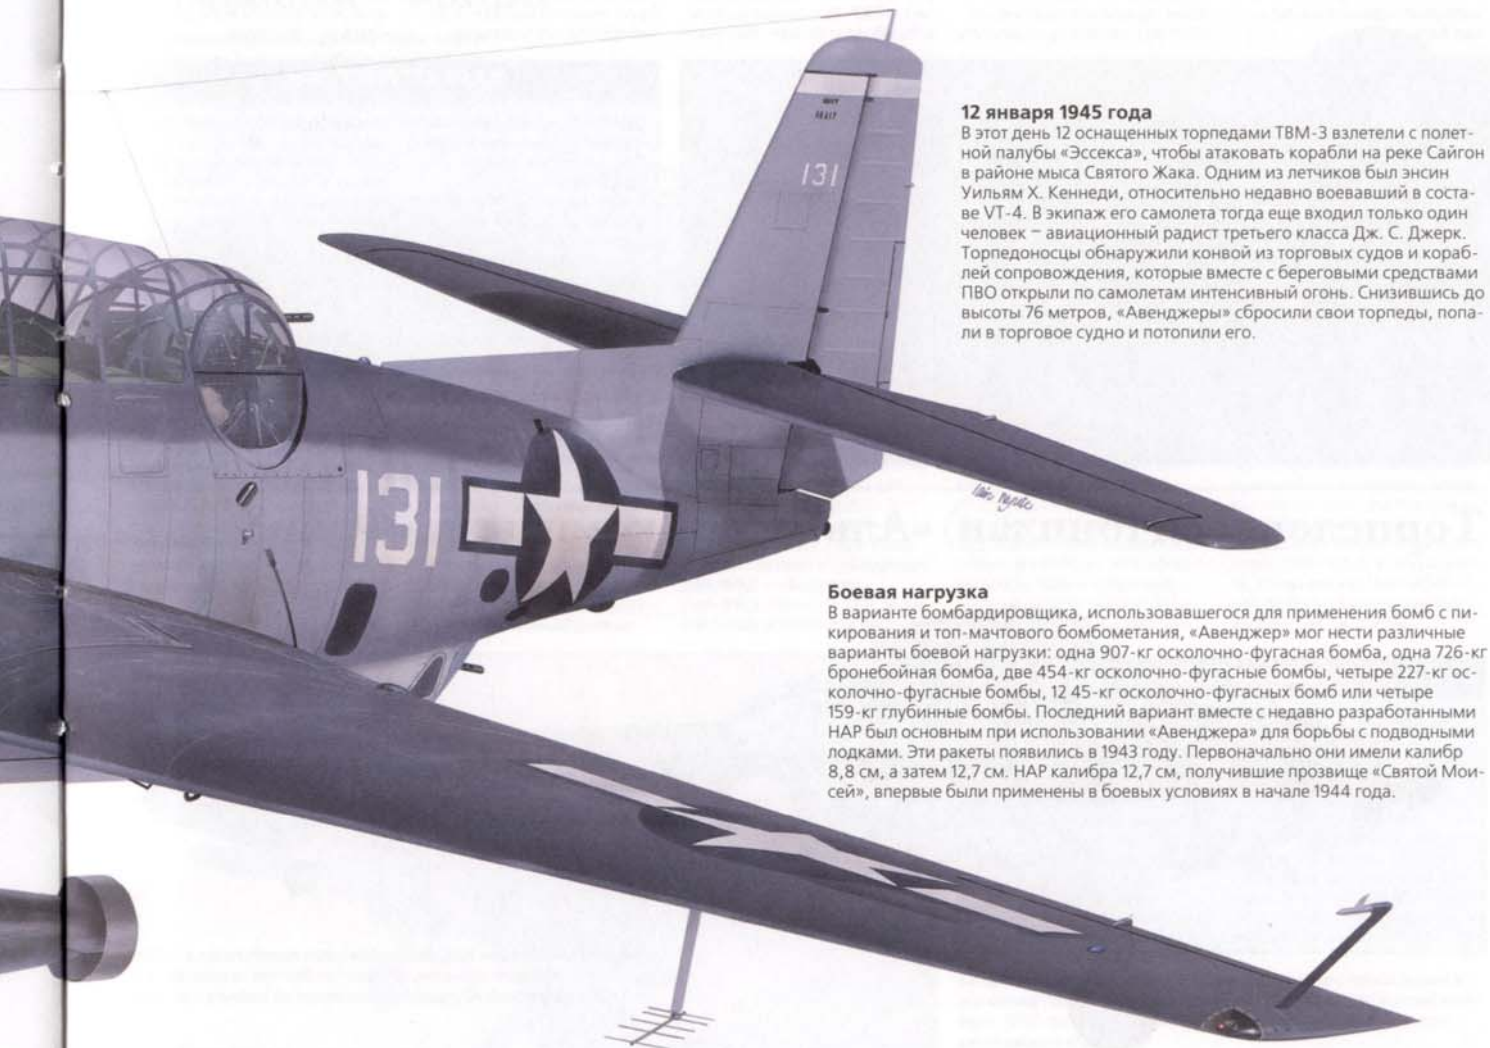 12 января 1945 года
В этот день 12 оснащенных торпедами ТВМ-3 взлетели с полет-
ной палубы «Эссекса», чтобы атаковать корабли на реке Сайгон
в районе мыса Святого Жака. Одним из летчиков был энсин
Уильям Х. Кеннеди, относительно недавно воевавший в соста-
ве VT-4. В экипаж его самолета тогда еще входил только один
человек – авиационный радист третьего класса Дж. С. Джерк.
Торпедоносцы обнаружили конвой из торговых судов и кораб-
лей сопровождения, которые вместе с береговыми средствами
ПВО открыли по самолетам интенсивный огонь. Снизившись до
высоты 76 метров, «Авенджеры» сбросили свои торпеды, попа-
ли в торговое судно и потопили его.
131
131
Боевая нагрузка
В варианте бомбардировщика, использовавшегося для применения бомб с пи-
кирования и топ-мачтового бомбометания, «Авенджер» мог нести различные
варианты боевой нагрузки: одна 907-кг осколочно-фугасная бомба, одна 726-кг
бронебойная бомба, две 454-кг осколочно-фугасные бомбы, четыре 227-кг ос-
колочно-фугасные бомбы, 12 45-кг осколочно-фугасных бомб или четыре
159-кг глубинные бомбы. Последний вариант вместе с недавно разработанными
НАР был основным при использовании «Авенджера» для борьбы с подводными
лодками. Эти ракеты появились в 1943 году. Первоначально они имели калибр
8,8 см, а затем 12,7 см. НАР калибра 12,7 см, получившие прозвище «Святой Мои-
сей», впервые были применены в боевых условиях в начале 1944 года.